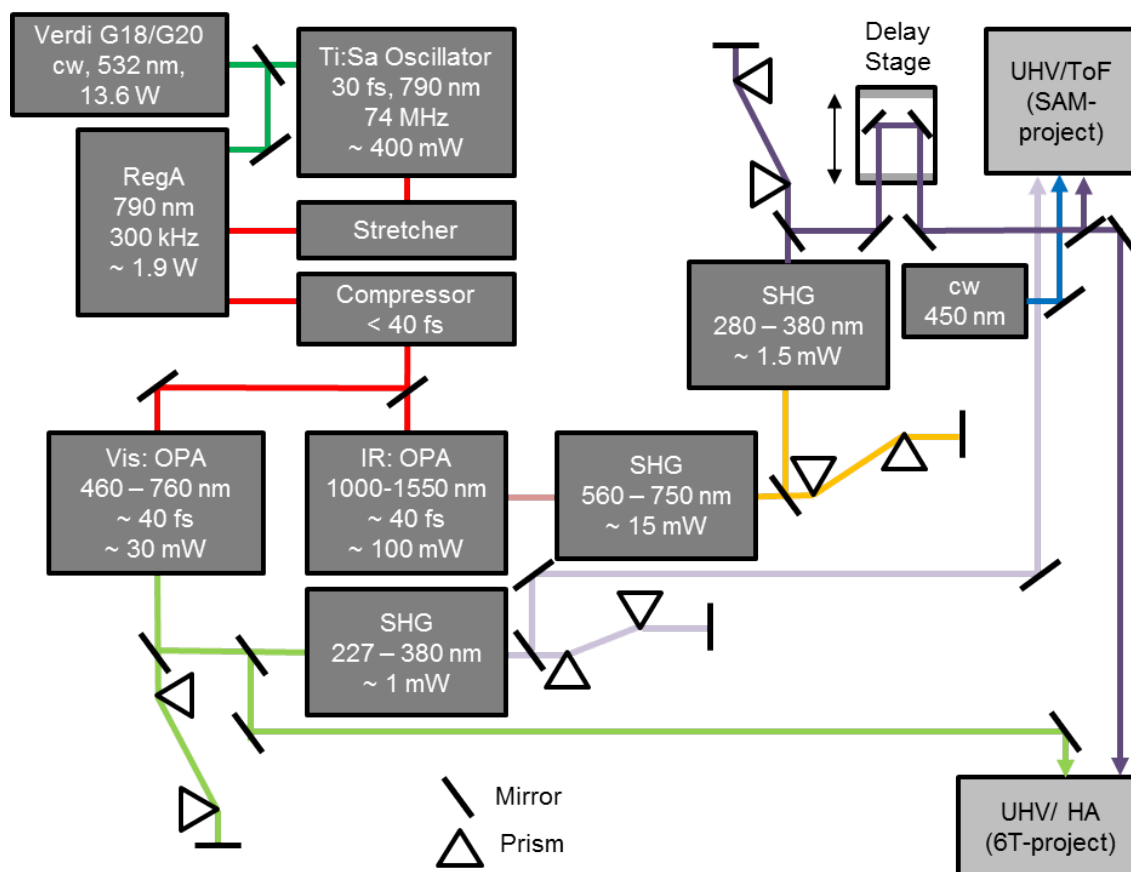 Verdi G18/G20
cw, 532 nm,
13.6 W
Ti:Sa Oscillator
30 fs, 790 nm
74 MHz
~ 400 mW
Delay
Stage
UHV/ToF
(SAM-
project)
RegA
790 nm
300 kHz
~ 1.9 W
Stretcher
Compressor
< 40 fs
SHG
280 – 380 nm
~ 1.5 mW
cw
450 nm
Vis: OPA
460 – 760 nm
~ 40 fs
~ 30 mW
IR: OPA
1000-1550 nm
~ 40 fs
~ 100 mW
SHG
560 – 750 nm
~ 15 mW
SHG
227 – 380 nm
~ 1 mW
Mirror
Prism
UHV/ HA
(6T-project)